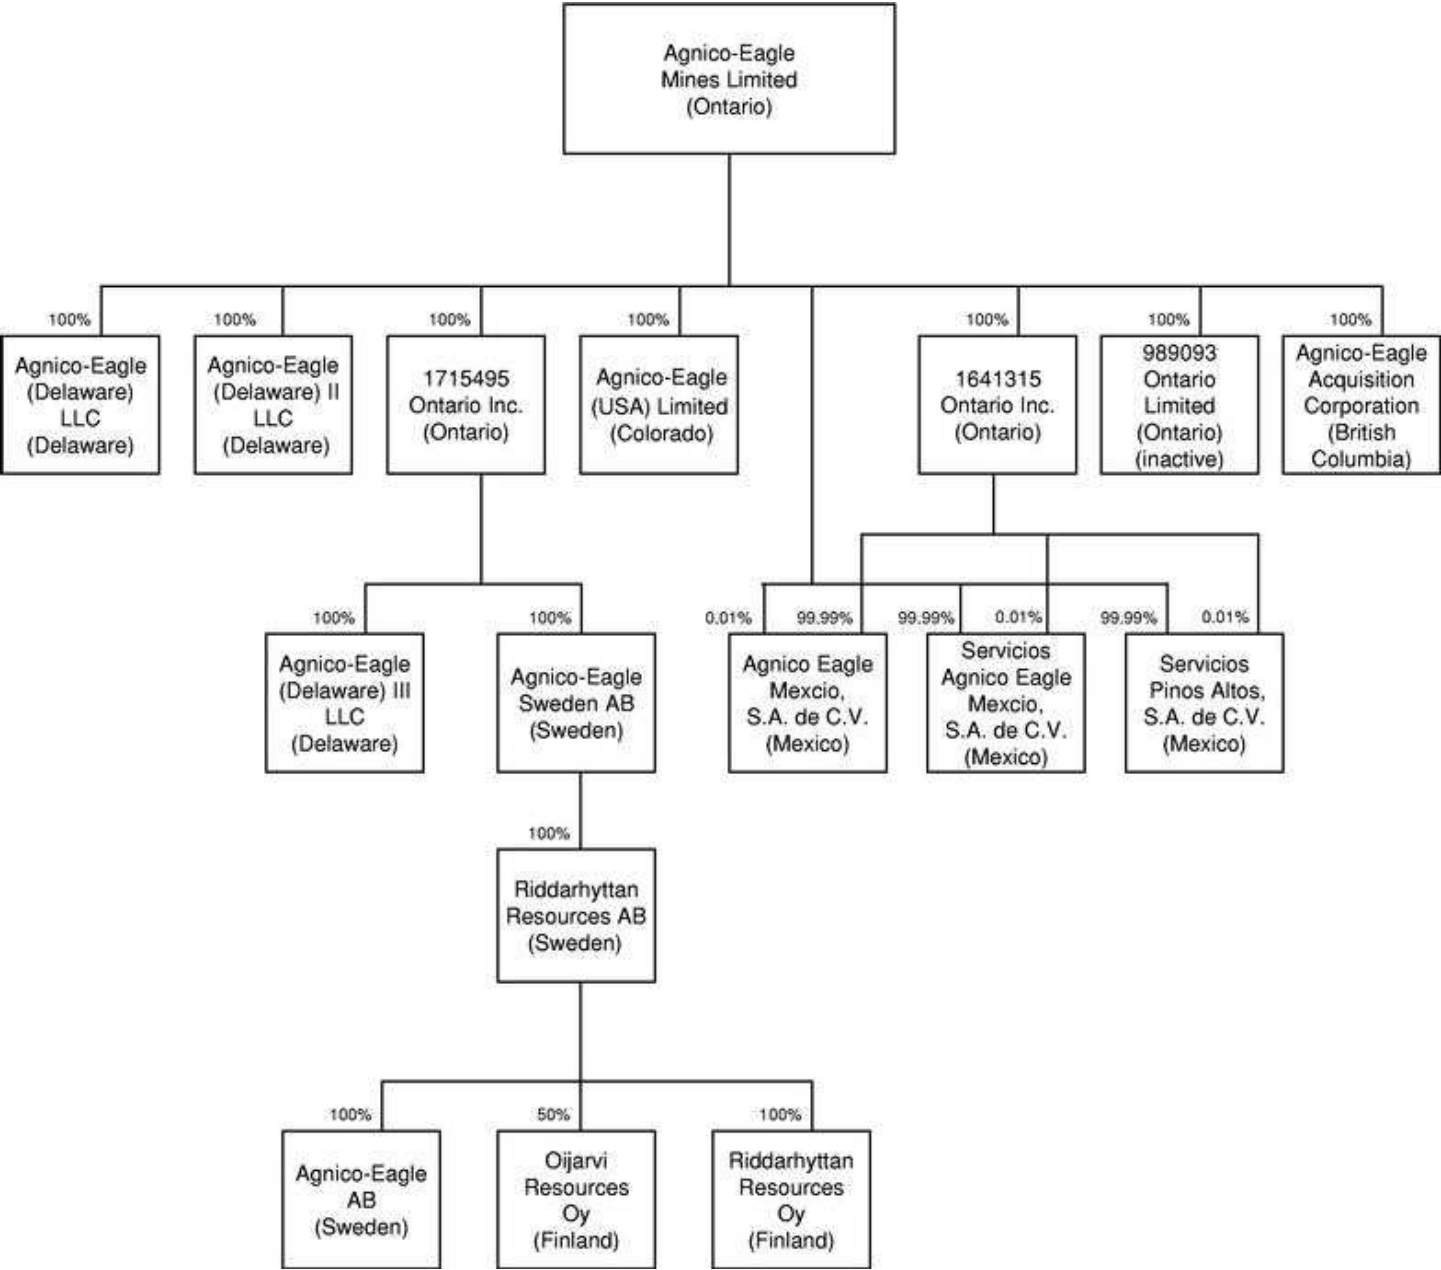 Agnico-Eagle
Mines Limited
(Ontario)
100%
100%
100%
100%
100%
100%
100%
Agnico-Eagle
(Delaware)
LLC
(Delaware)
Agnico-Eagle
(Delaware) II
LLC
(Delaware)
1715495
Ontario Inc.
(Ontario)
Agnico-Eagle
(USA) Limited
(Colorado)
1641315
Ontario Inc.
(Ontario)
989093
Ontario
Limited
(Ontario)
(inactive)
Agnico-Eagle
Acquisition
Corporation
(British
Columbia)
100%
100%
0.01%
99.99%
99.99%
0.01%
99.99%
0.01%
Agnico-Eagle
(Delaware) III
LLC
(Delaware)
Agnico-Eagle
Sweden AB
(Sweden)
Agnico Eagle
Mexcio,
S.A. de C.V.
(Mexico)
Servicios
Agnico Eagle
Mexcio,
S.A. de C.V.
(Mexico)
Servicios
Pinos Altos,
S.A. de C.V.
(Mexico)
100%
Riddarhyttan
Resources AB
(Sweden)
100%
50%
100%
Agnico-Eagle
AB
(Sweden)
Oijarvi
Resources
Oy
(Finland)
Riddarhyttan
Resources
Oy
(Finland)